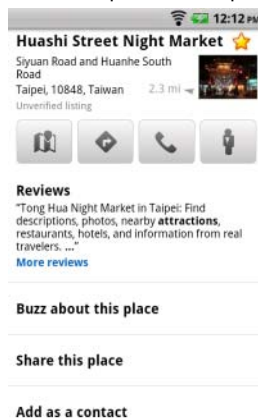 12:12 PM
Huashi Street Night Market
Siyuan Road and Huanhe South
Road
Taipei, 10848, Taiwan
2.3 mi
Unverified listing
Reviews
"Tong Hua Night Market in Taipei: Find
descriptions, photos, nearby attractions,
restaurants, hotels, and information from real
travelers. ..."
More reviews
Buzz about this place
Share this place
Add as a contact